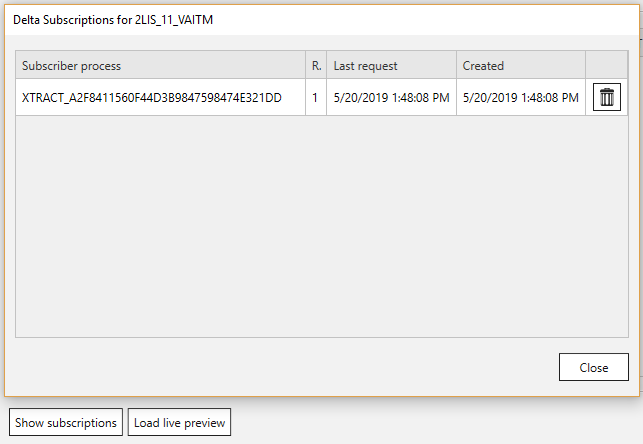 Delta Subscriptions for 2LIS_11_VAITM
Subscriber process R. Last request Created
XTRACT_A2F8411560F44D3B9847598474E321DD 1 5/20/2019 1:48:08 PM 5/20/2019 1:48:08 PM
Close
Show subscriptions Load live preview